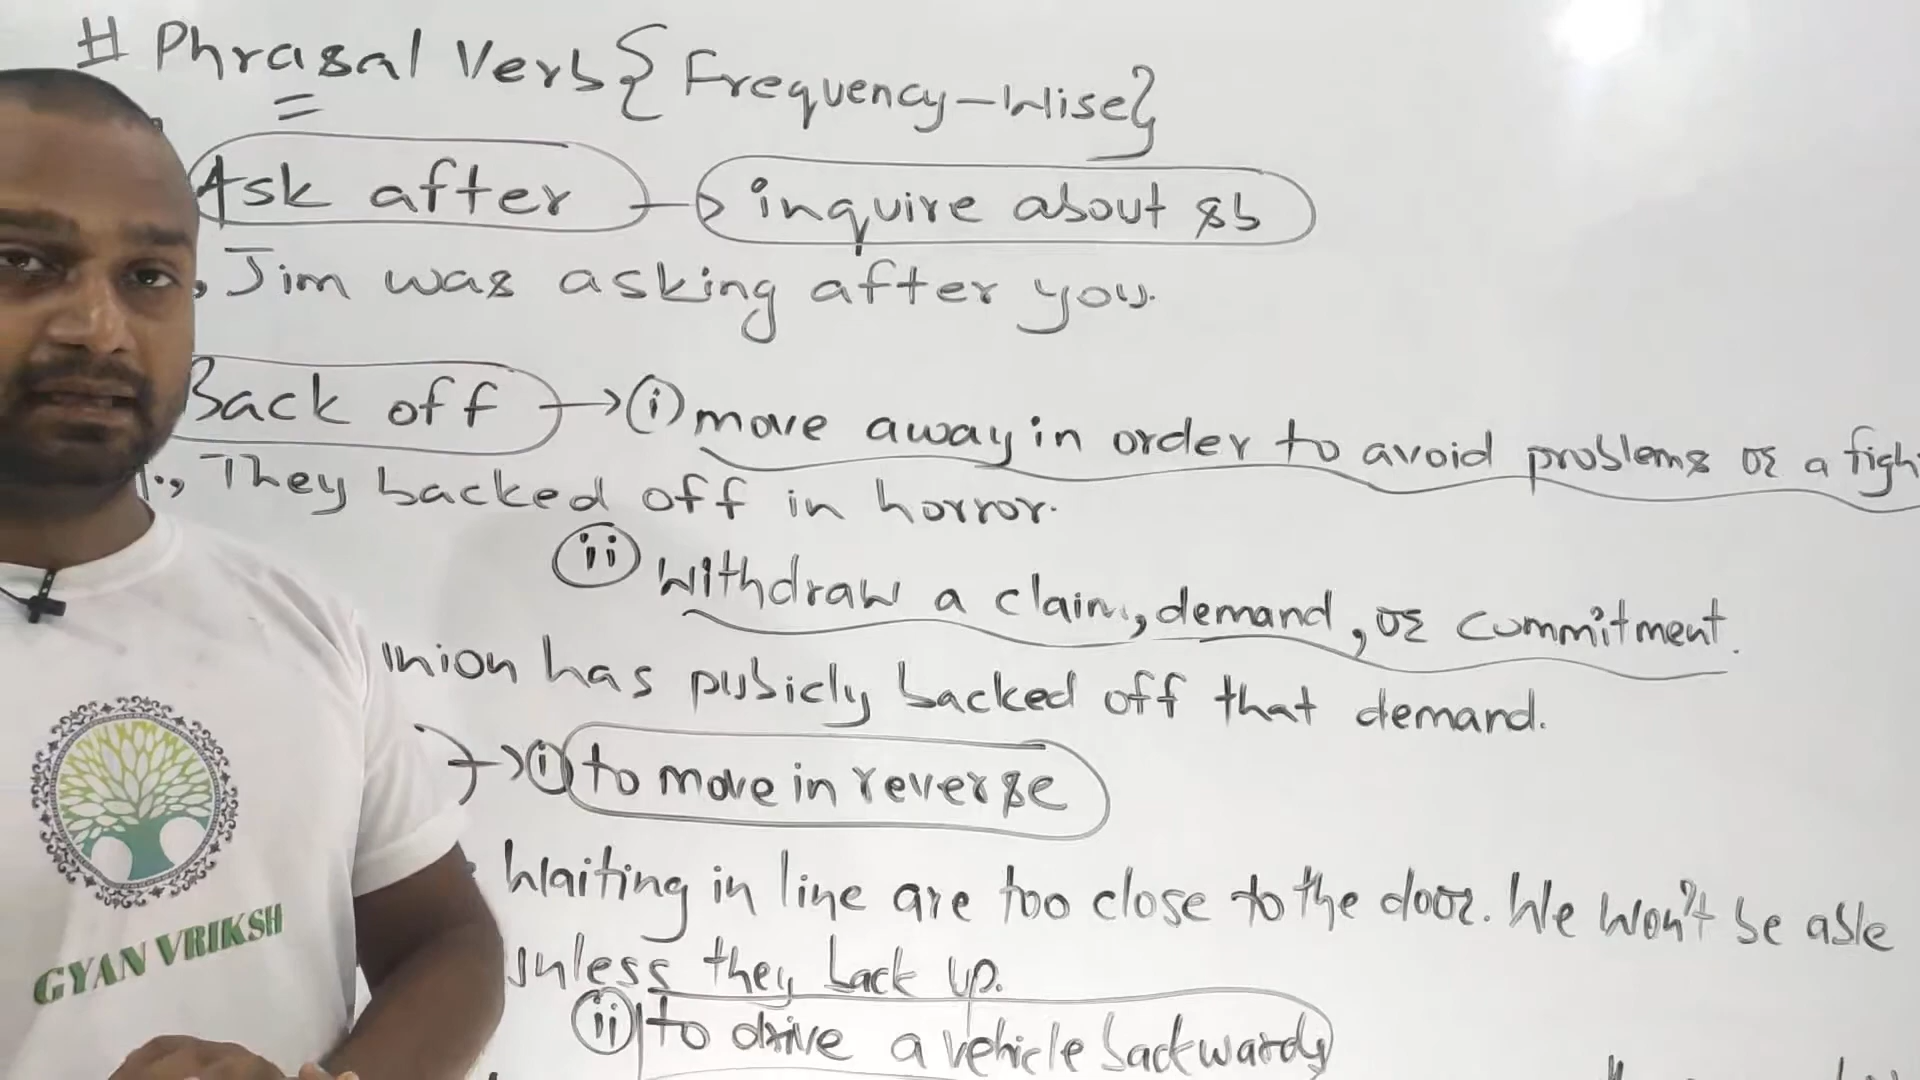 # Phrasal Verb {Frequency-Wise}
Ask after → inquire about sb
Jim was asking after you.
Back off → (i) move away in order to avoid problems or a figh
They backed off in horror.
(ii) withdraw a claim, demand, or commitment.
union has pubicly backed off that demand.
→ (i) to move in reverse
Waiting in line are too close to the door. We won't be able
unless they back up.
(ii) to drive a vehicle backwards
GYAN VRIKSH